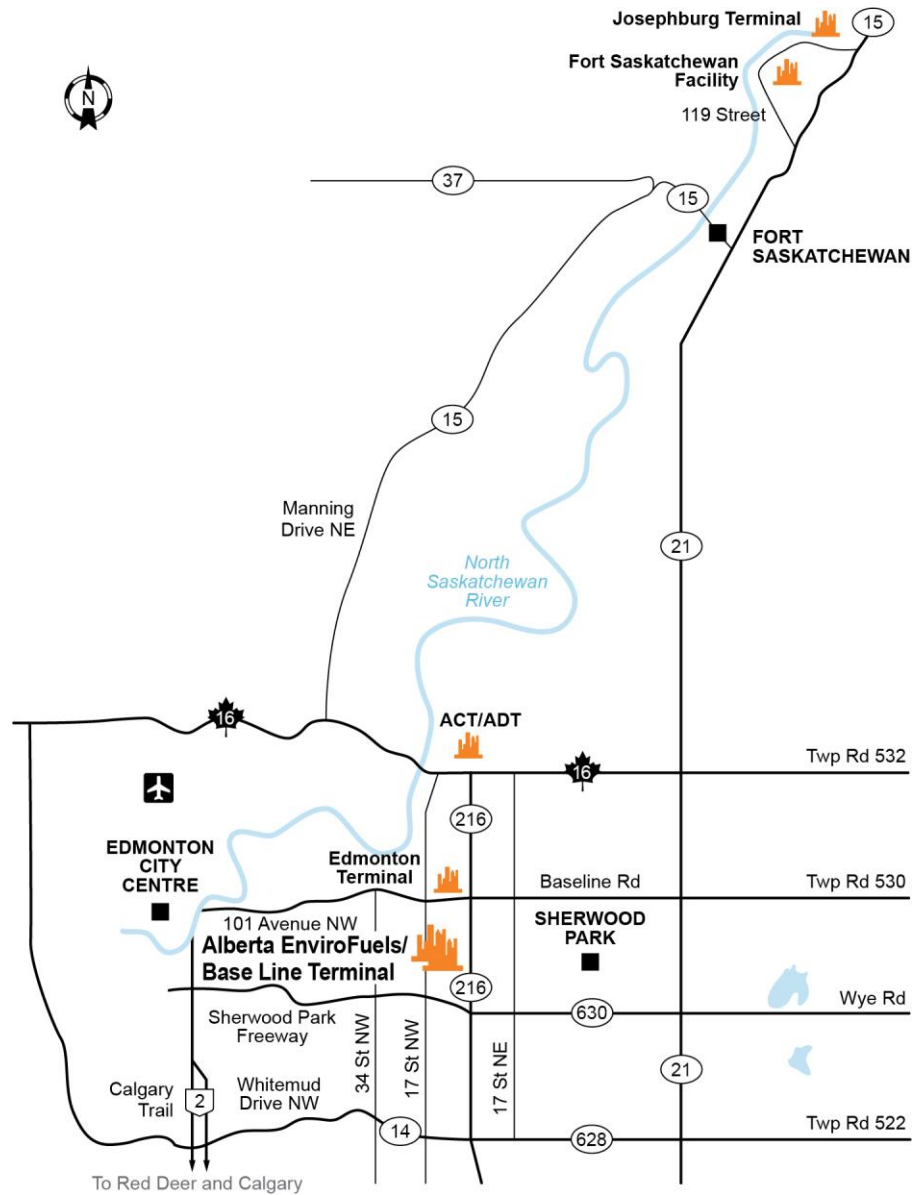 Josephburg Terminal
15
Fort Saskatchewan
Facility
N
119 Street
37
15
FORT
SASKATCHEWAN
15
Manning
Drive NE
21
North
Saskatchewan
River
16
ACT/ADT
Twp Rd 532
16
216
EDMONTON
CITY
CENTRE
Edmonton
Terminal
Baseline Rd
Twp Rd 530
101 Avenue NW
SHERWOOD
PARK
Alberta EnviroFuels/
Base Line Terminal
216
Wye Rd
630
Sherwood Park
Freeway
34 St NW
17 St NW
17 St NE
21
Calgary
Trail
2
Whitemud
Drive NW
14
628
Twp Rd 522
To Red Deer and Calgary